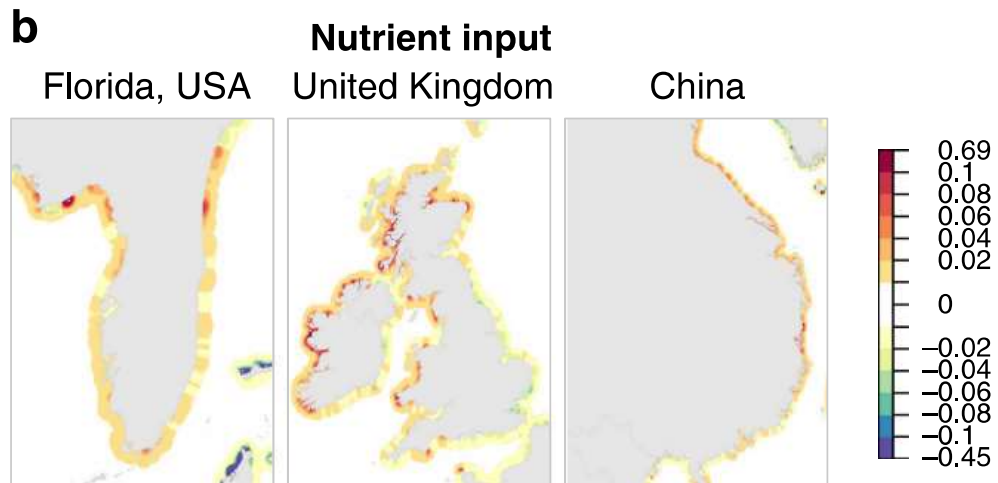 b
Nutrient input
Florida, USA
United Kingdom
China
0.69
0.1
0.08
0.06
0.04
0.02
0
−0.02
−0.04
−0.06
−0.08
−0.1
−0.45